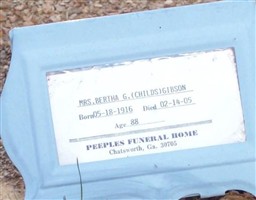 MRS.BERTHA G.(CHILDS)GIBSON
Born 05-18-1916 Died 02-14-05
Age 88
PEEPLES FUNERAL HOME
Chatsworth, Ga. 30705